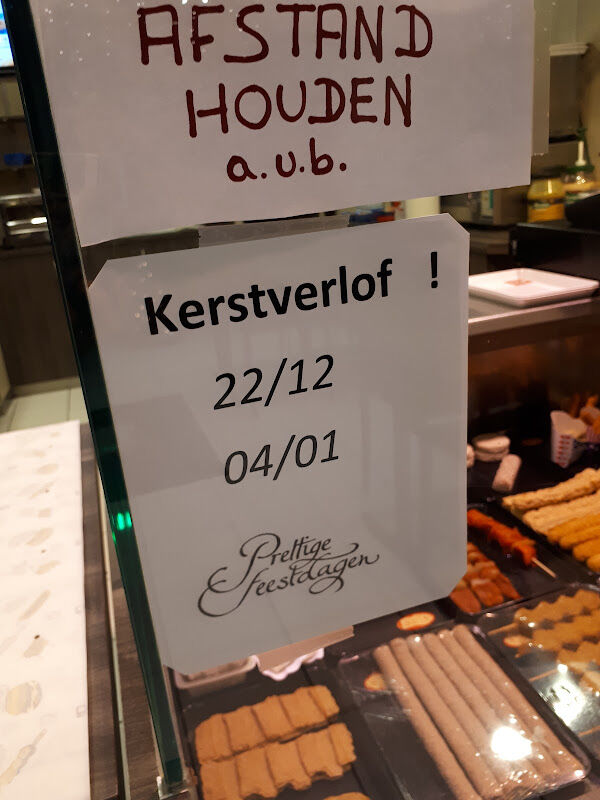 AFSTAND
HOUDEN
a.u.b.
Kerstverlof !
22/12
04/01
Prettige
feestdagen